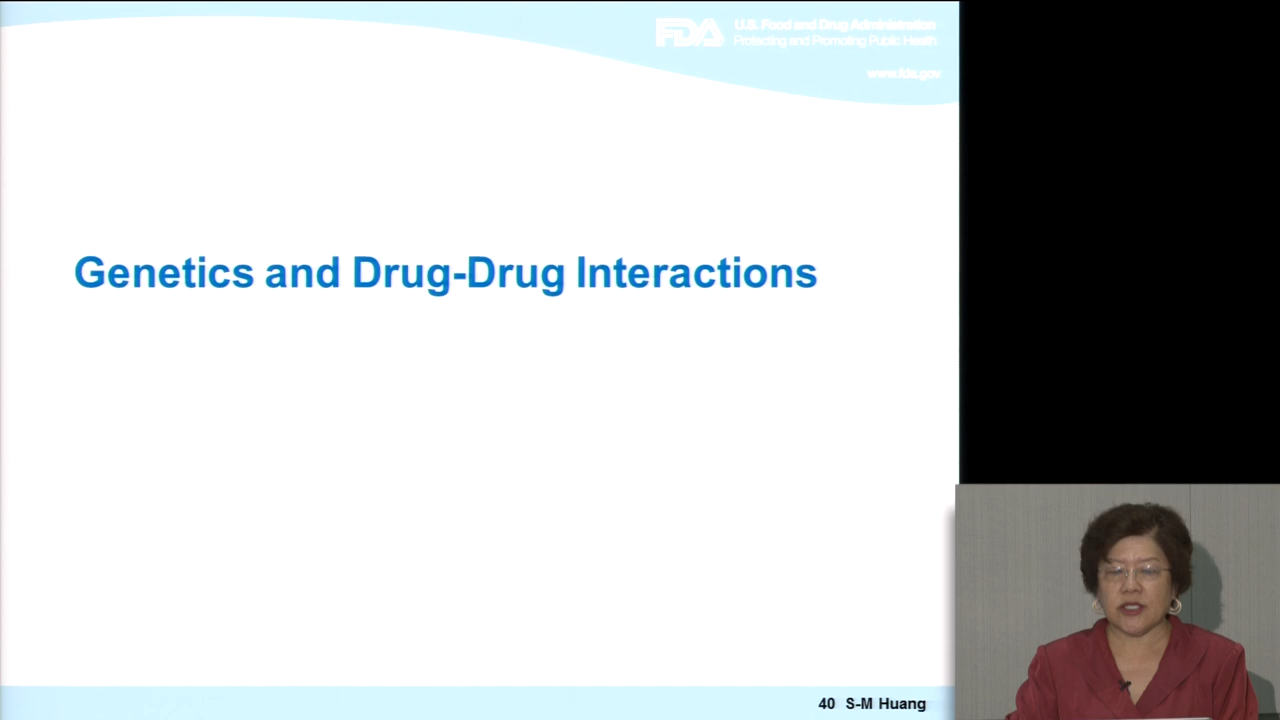 FDA
U.S. Food and Drug Administration
Protecting and Promoting Public Health
www.fda.gov
Genetics and Drug-Drug Interactions
40 S-M Huang